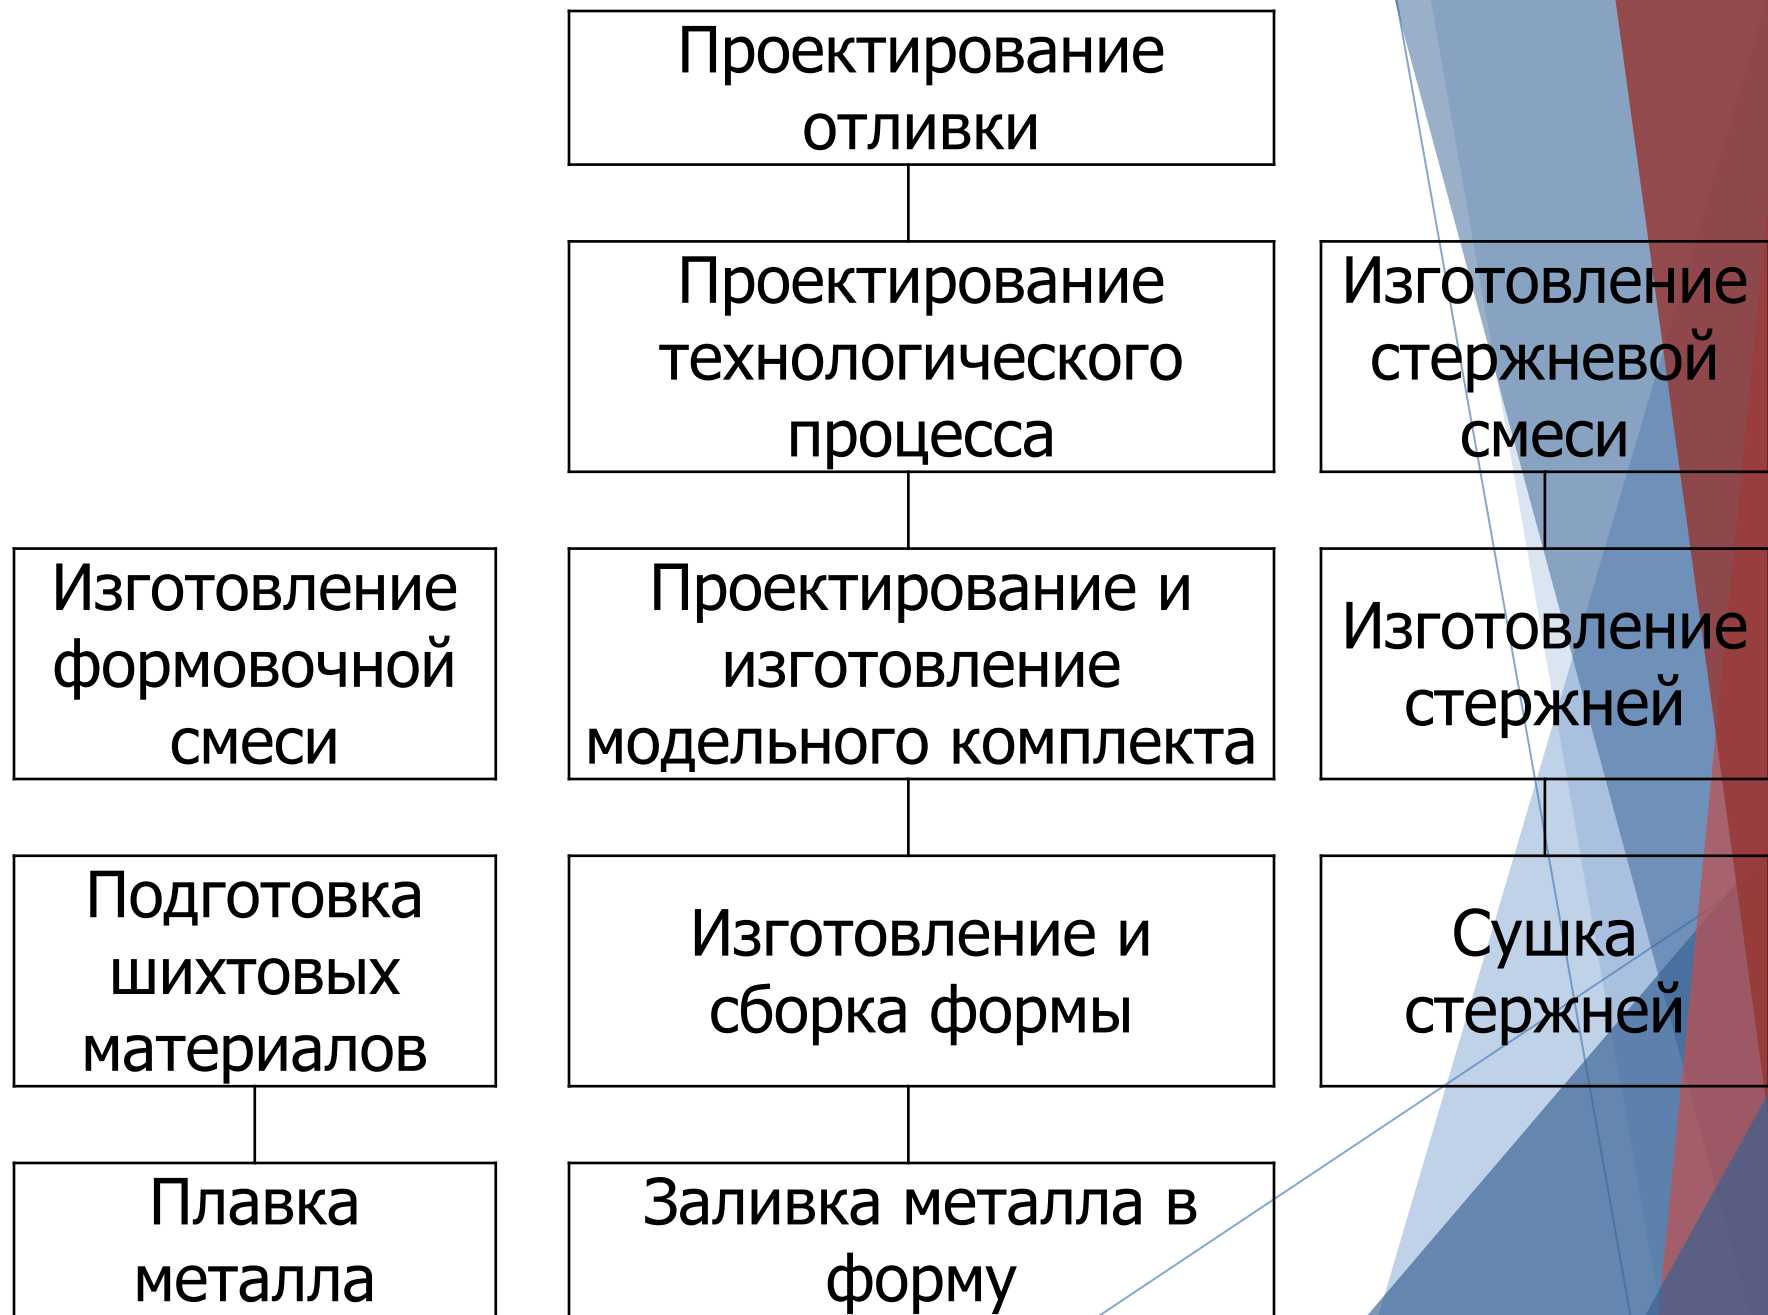 Проектирование
отливки
Проектирование
технологического
процесса
Изготовление
стержневой
смеси
Изготовление
формовочной
смеси
Проектирование и
изготовление
модельного комплекта
Изготовление
стержней
Подготовка
шихтовых
материалов
Изготовление и
сборка формы
Сушка
стержней
Плавка
металла
Заливка металла в
форму